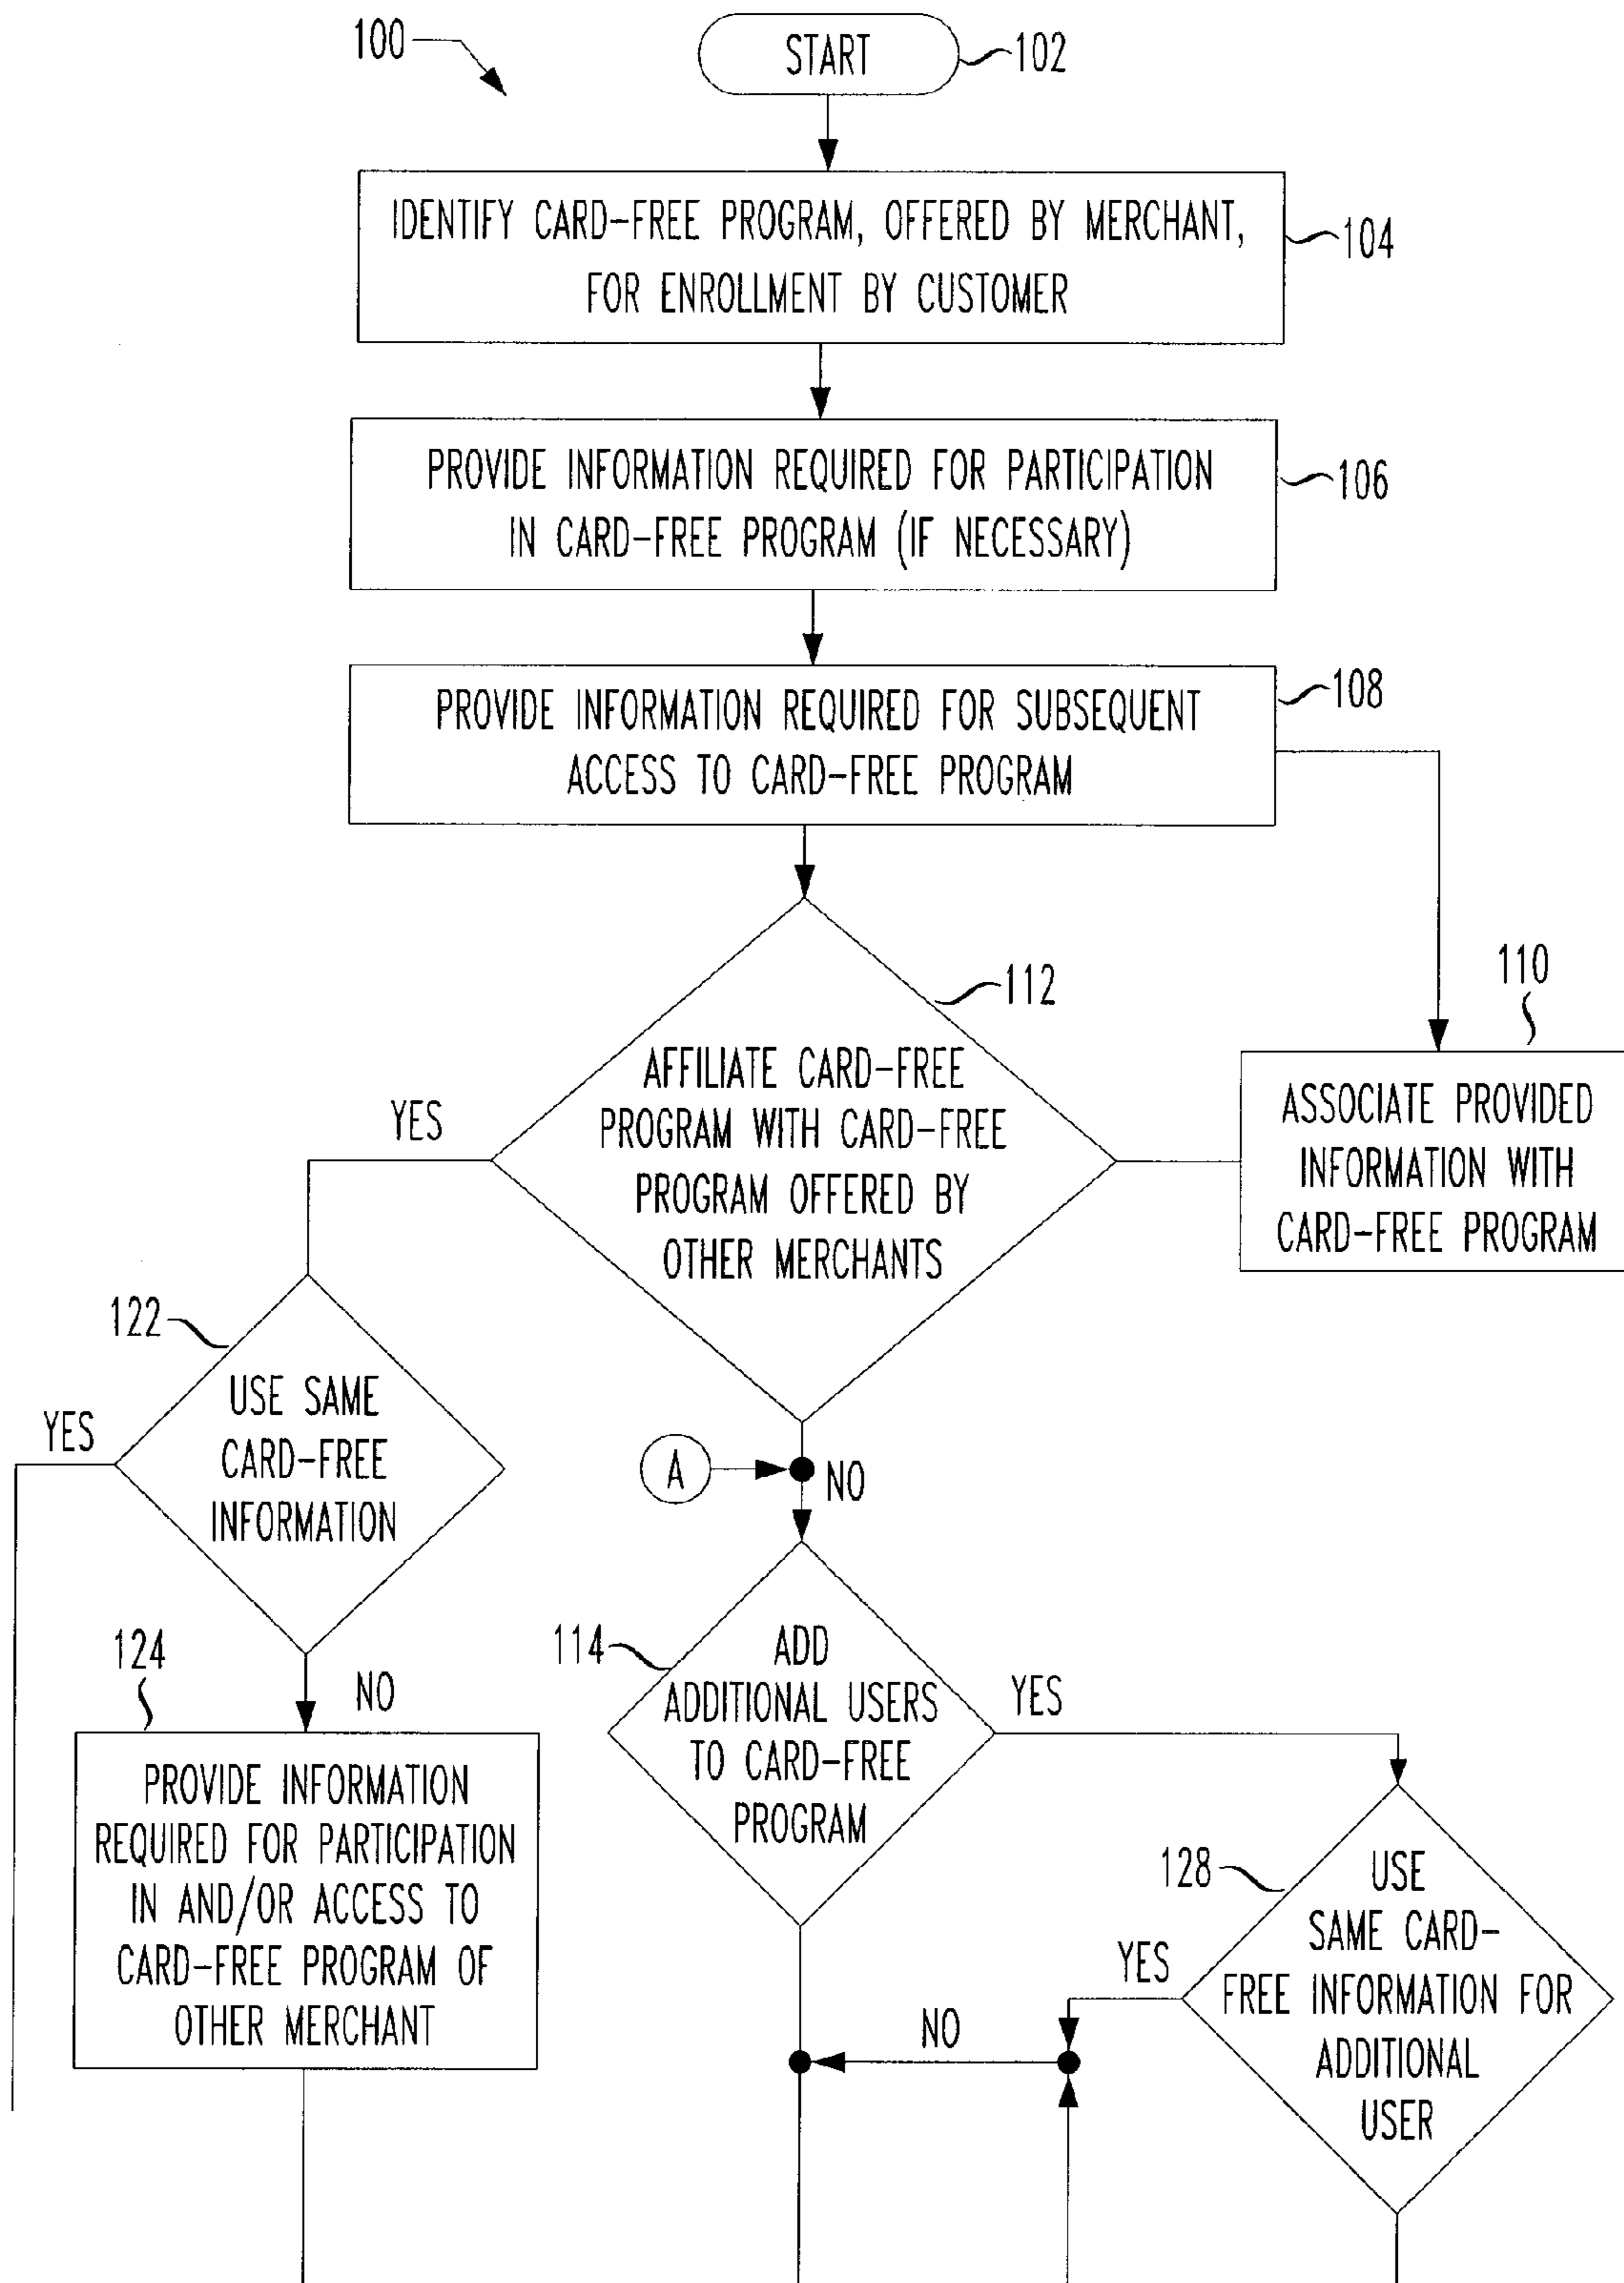 100
START
102
IDENTIFY CARD-FREE PROGRAM, OFFERED BY MERCHANT,
FOR ENROLLMENT BY CUSTOMER
104
PROVIDE INFORMATION REQUIRED FOR PARTICIPATION
IN CARD-FREE PROGRAM (IF NECESSARY)
106
PROVIDE INFORMATION REQUIRED FOR SUBSEQUENT
ACCESS TO CARD-FREE PROGRAM
108
112
AFFILIATE CARD-FREE
PROGRAM WITH CARD-FREE
PROGRAM OFFERED BY
OTHER MERCHANTS
YES
110
ASSOCIATE PROVIDED
INFORMATION WITH
CARD-FREE PROGRAM
122
USE SAME
CARD-FREE
INFORMATION
YES
A
NO
124
NO
PROVIDE INFORMATION
REQUIRED FOR PARTICIPATION
IN AND/OR ACCESS TO
CARD-FREE PROGRAM OF
OTHER MERCHANT
114
ADD
ADDITIONAL USERS
TO CARD-FREE
PROGRAM
YES
128
USE
SAME CARD-
FREE INFORMATION FOR
ADDITIONAL
USER
YES
NO